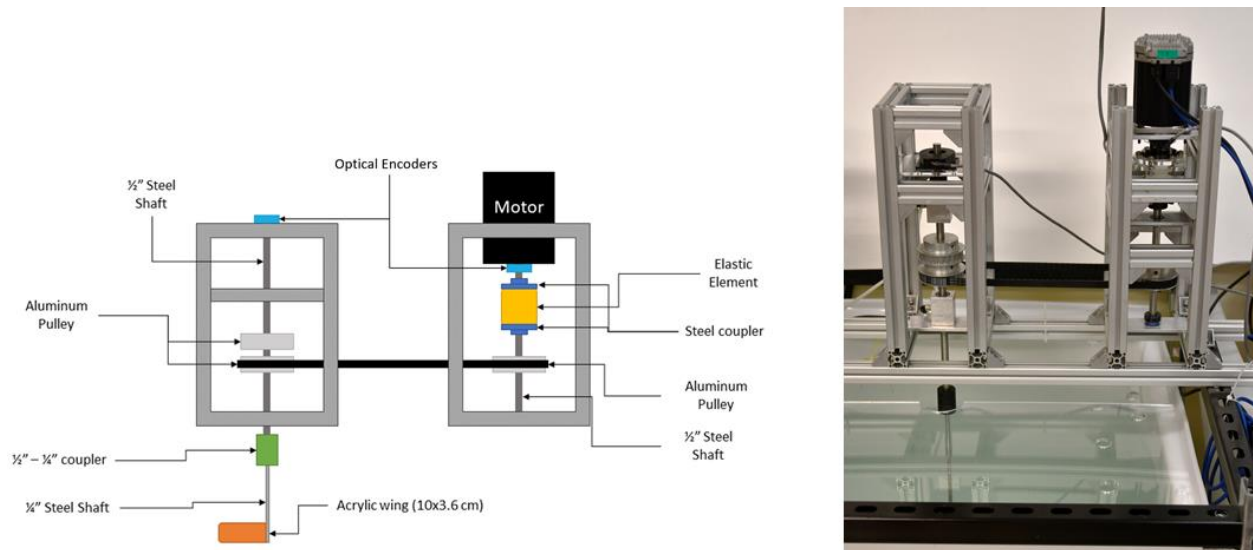 Optical Encoders
½” Steel
Shaft
Motor
Elastic
Element
Aluminum
Pulley
Steel coupler
Aluminum
Pulley
½” Steel
Shaft
½” – ¼” coupler
¼” Steel Shaft
Acrylic wing (10x3.6 cm)